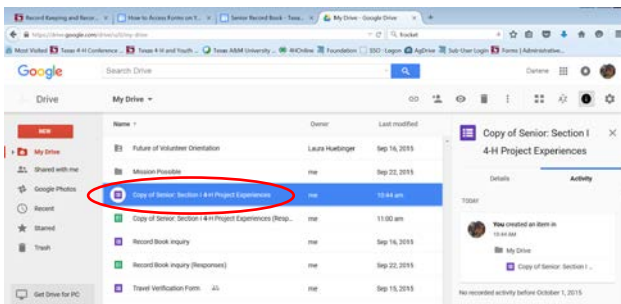 Record Keeping and Recor... × How to Access Forms on t... × Senior Record Book - Texa... × My Drive - Google Drive × +
https://drive.google.com/drive/u/0/my-drive
Most Visited Texas 4-H Conference ... Texas 4-H and Youth ... Texas A&M University ... 4HOnline Foundation SSO: Logon AgDrive Sub User Login Forms | Administrative...
Google Search Drive Darlene
Drive My Drive
NEW
My Drive
Shared with me
Google Photos
Recent
Starred
Trash
Get Drive for PC
Name ↑ Owner Last modified
Future of Volunteer Orientation Laura Huebinger Sep 16, 2015
Mission Possible me Sep 22, 2015
Copy of Senior: Section I 4-H Project Experiences me 10:44 am
Copy of Senior: Section I 4-H Project Experiences (Resp... me 11:00 am
Record Book inquiry me Sep 16, 2015
Record Book inquiry (Responses) me Sep 22, 2015
Travel Verification Form me Sep 15, 2015
Copy of Senior: Section I ×
4-H Project Experiences
Details Activity
TODAY
You created an item in
10:44 AM
My Drive
Copy of Senior: Section I ...
No recorded activity before October 1, 2015